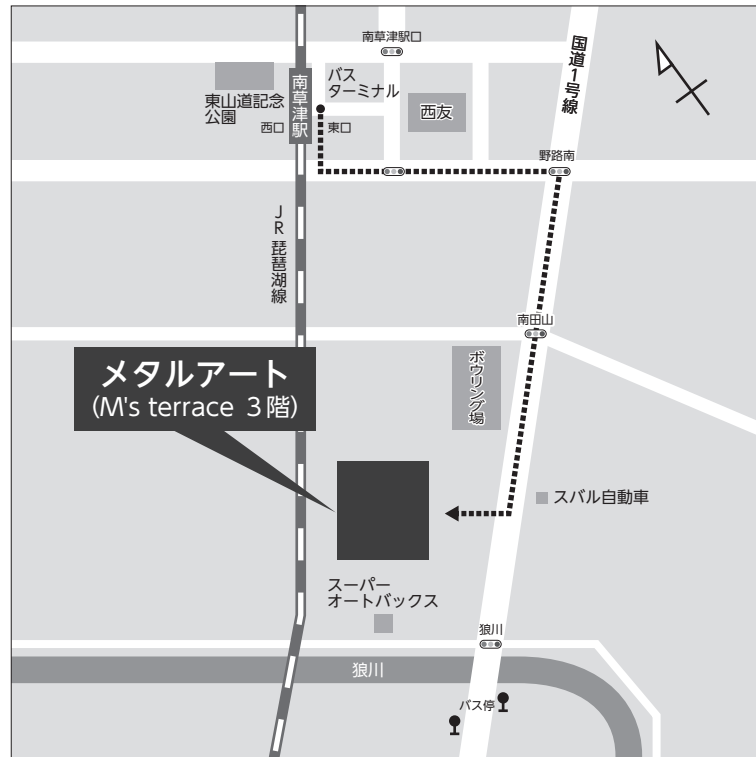 南草津駅口
国道1号線
東山道記念
公園
西口
南草津駅
バス
ターミナル
東口
西友
野路南
JR琵琶湖線
南田山
メタルアート
(M's terrace 3階)
ボウリング場
スバル自動車
スーパー
オートバックス
狼川
狼川
バス停